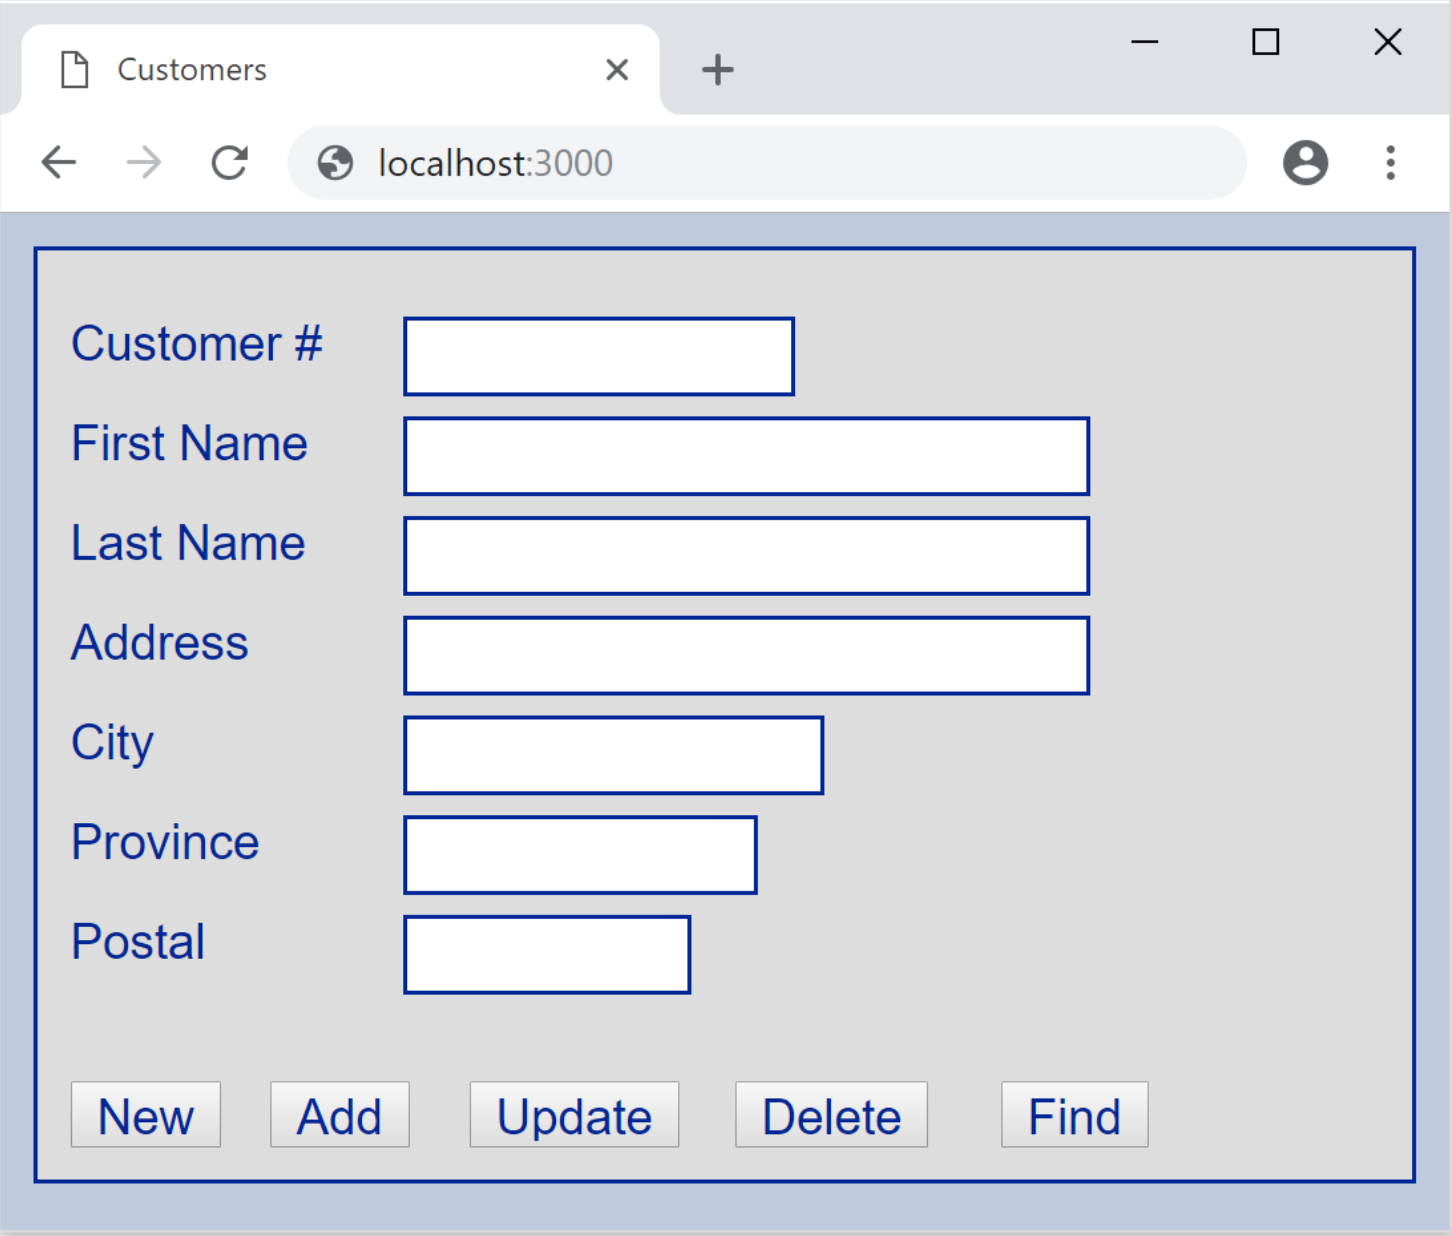 Customers
localhost:3000
Customer #
First Name
Last Name
Address
City
Province
Postal
New Add Update Delete Find